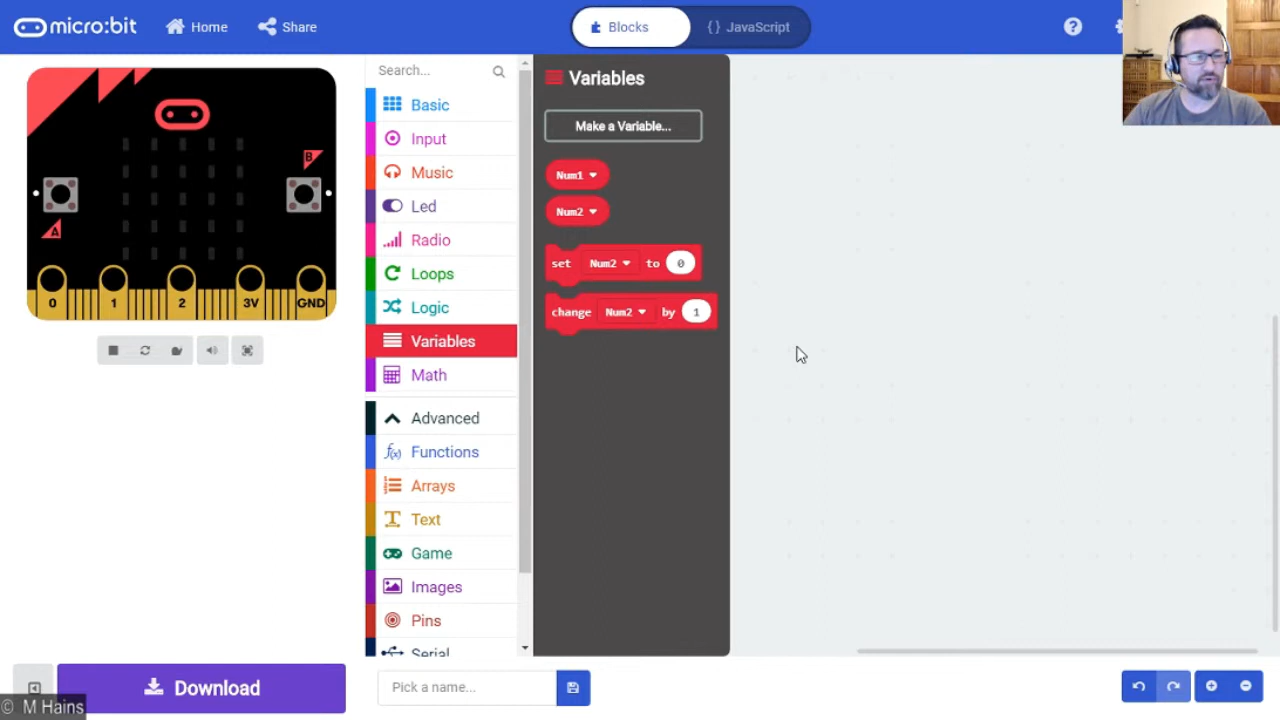 micro:bit
Home
Share
Blocks
{ } JavaScript
?
B
A
0
1
2
3V
GND
Download
© M Hains
Search...
Basic
Input
Music
Led
Radio
Loops
Logic
Variables
Math
Advanced
f(x) Functions
Arrays
Text
Game
Images
Pins
Serial
Variables
Make a Variable...
Num1
Num2
set Num2 to 0
change Num2 by 1
Pick a name...